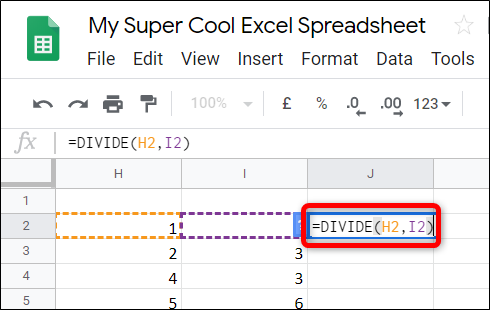 My Super Cool Excel Spreadsheet
File Edit View Insert Format Data Tools
100% £ % .0 .00 123
fx =DIVIDE(H2,I2)
H I J
1
2 1 =DIVIDE(H2,I2)
3 2 3
4 4 3
5 5 6